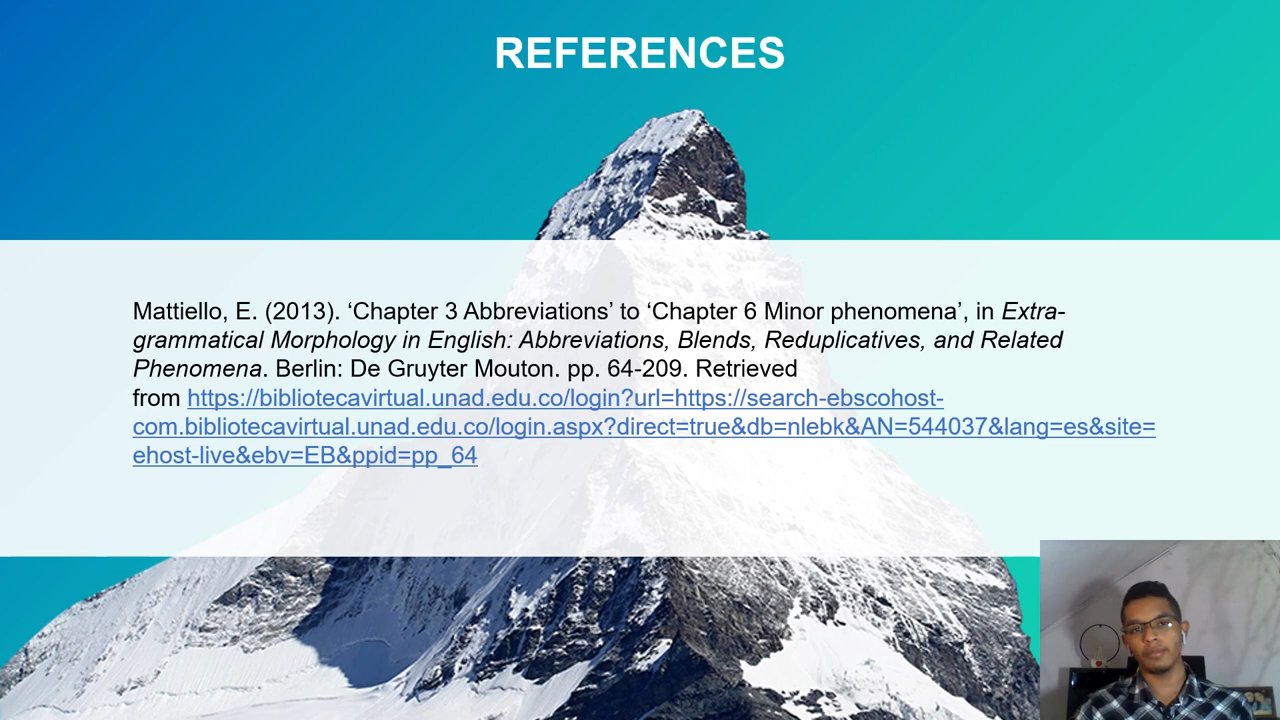 REFERENCES
Mattiello, E. (2013). ‘Chapter 3 Abbreviations’ to ‘Chapter 6 Minor phenomena’, in Extra-
grammatical Morphology in English: Abbreviations, Blends, Reduplicatives, and Related
Phenomena. Berlin: De Gruyter Mouton. pp. 64-209. Retrieved
from https://bibliotecavirtual.unad.edu.co/login?url=https://search-ebscohost-
com.bibliotecavirtual.unad.edu.co/login.aspx?direct=true&db=nlebk&AN=544037&lang=es&site=
ehost-live&ebv=EB&ppid=pp_64